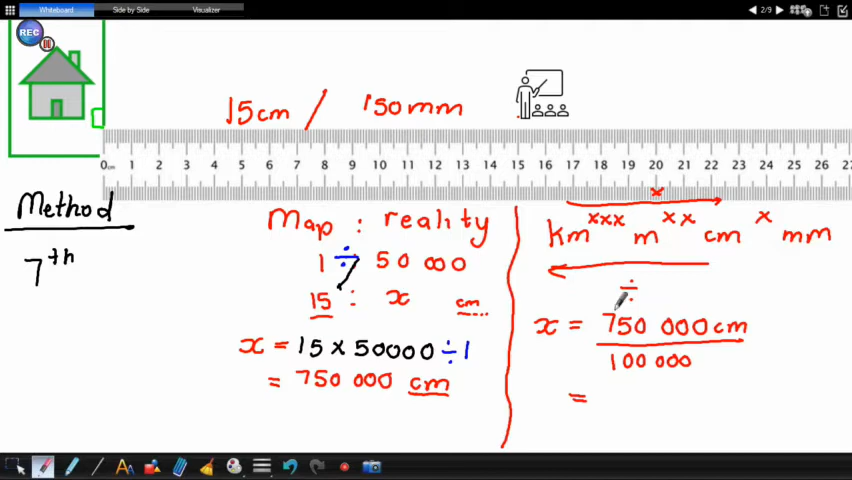 Whiteboard Side by Side Visualizer 2/9
REC
15cm / 150mm
0cm 1 2 3 4 5 6 7 8 9 10 11 12 13 14 15 16 17 18 19 20 21 22 23 24 25 26 27
x
Method
7th
Map : reality
1 ÷ 50 000
15 : x cm
x = 15 x 50000 ÷ 1
= 750 000 cm
km xxx m xx cm x mm
÷
x = 750 000cm
100 000
=